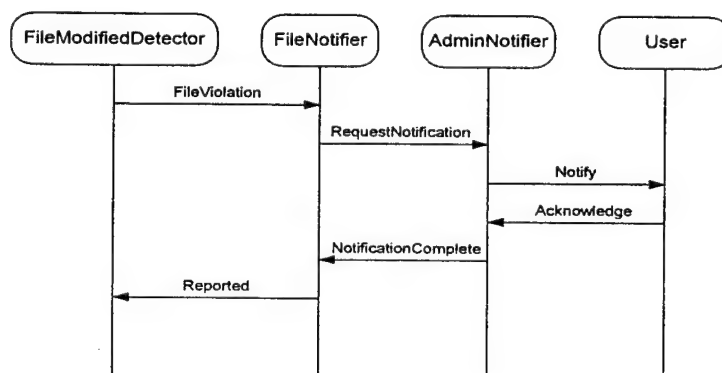 FileModifiedDetector
FileNotifier
AdminNotifier
User
FileViolation
RequestNotification
Notify
Acknowledge
NotificationComplete
Reported